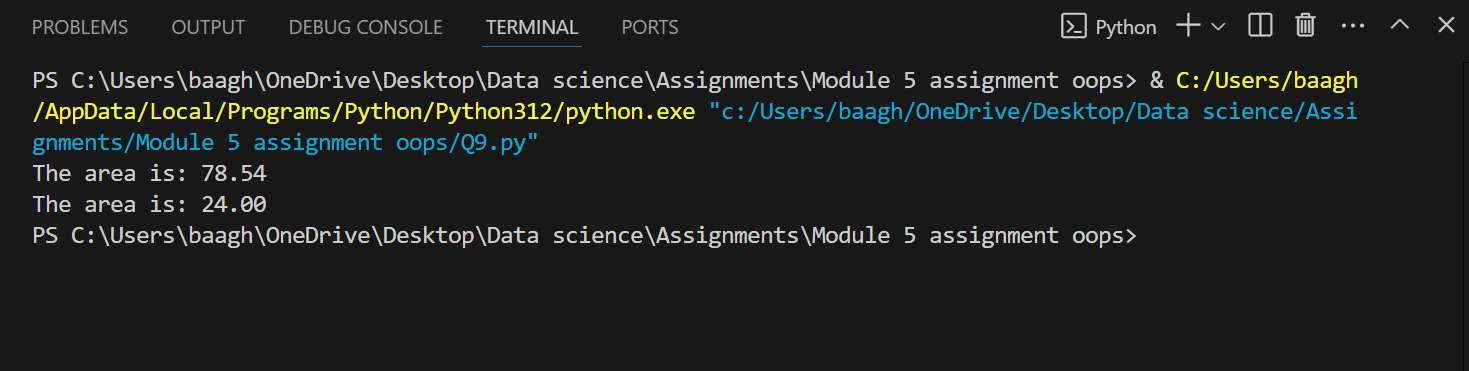 PROBLEMS OUTPUT DEBUG CONSOLE TERMINAL PORTS Python
PS C:\Users\baagh\OneDrive\Desktop\Data science\Assignments\Module 5 assignment oops> & C:/Users/baagh
/AppData/Local/Programs/Python/Python312/python.exe "c:/Users/baagh/OneDrive/Desktop/Data science/Assi
gnments/Module 5 assignment oops/Q9.py"
The area is: 78.54
The area is: 24.00
PS C:\Users\baagh\OneDrive\Desktop\Data science\Assignments\Module 5 assignment oops>